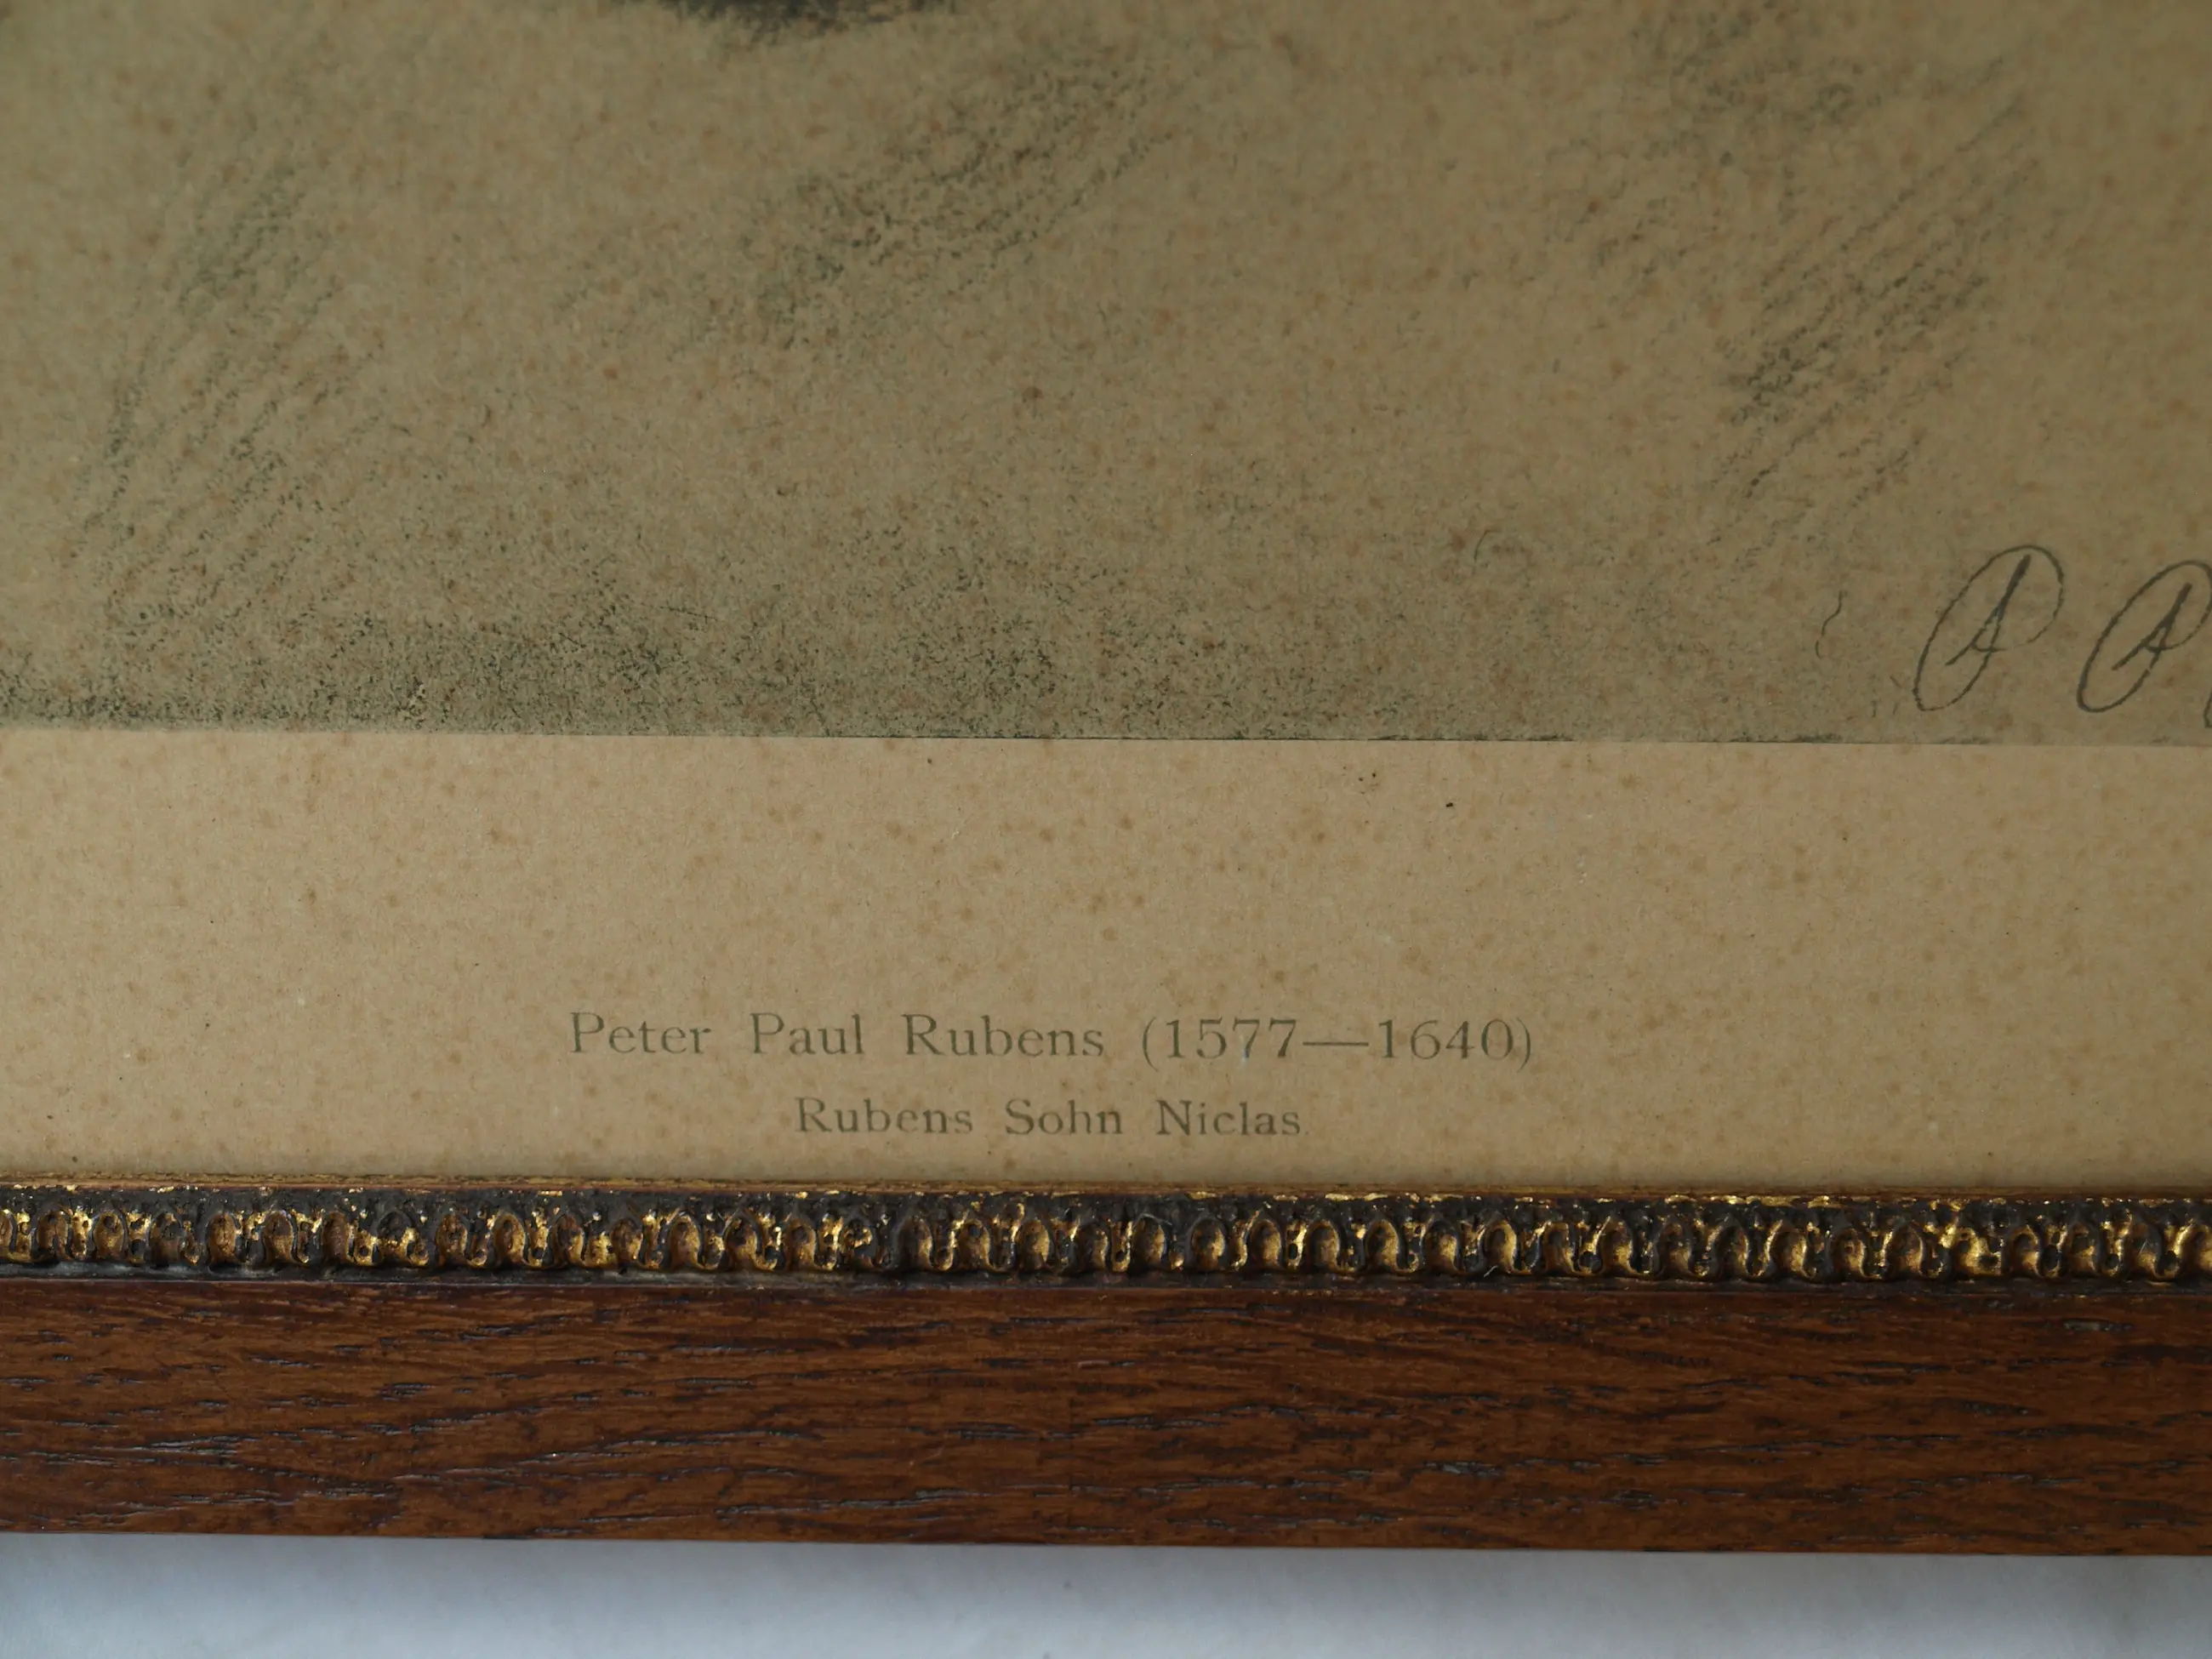 Peter Paul Rubens (1577—1640)
Rubens Sohn Niclas.